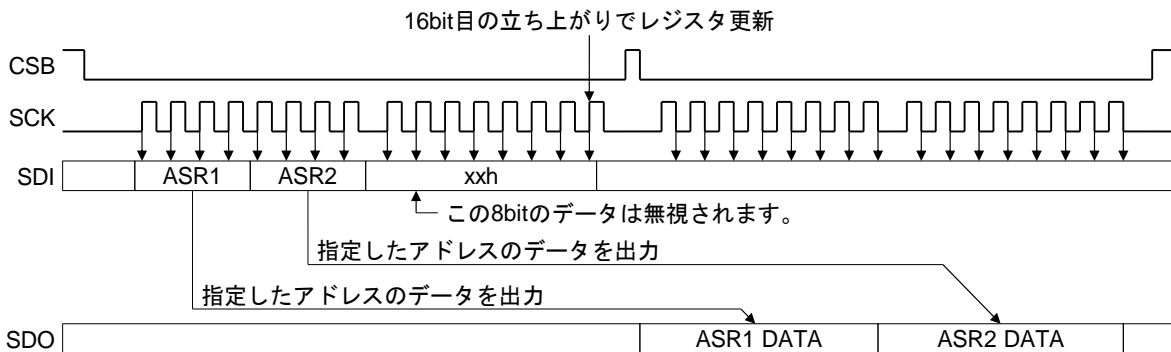 16bit目の立ち上がりでレジスタ更新
CSB
SCK
SDI
ASR1
ASR2
xxh
この8bitのデータは無視されます。
指定したアドレスのデータを出力
指定したアドレスのデータを出力
SDO
ASR1 DATA
ASR2 DATA